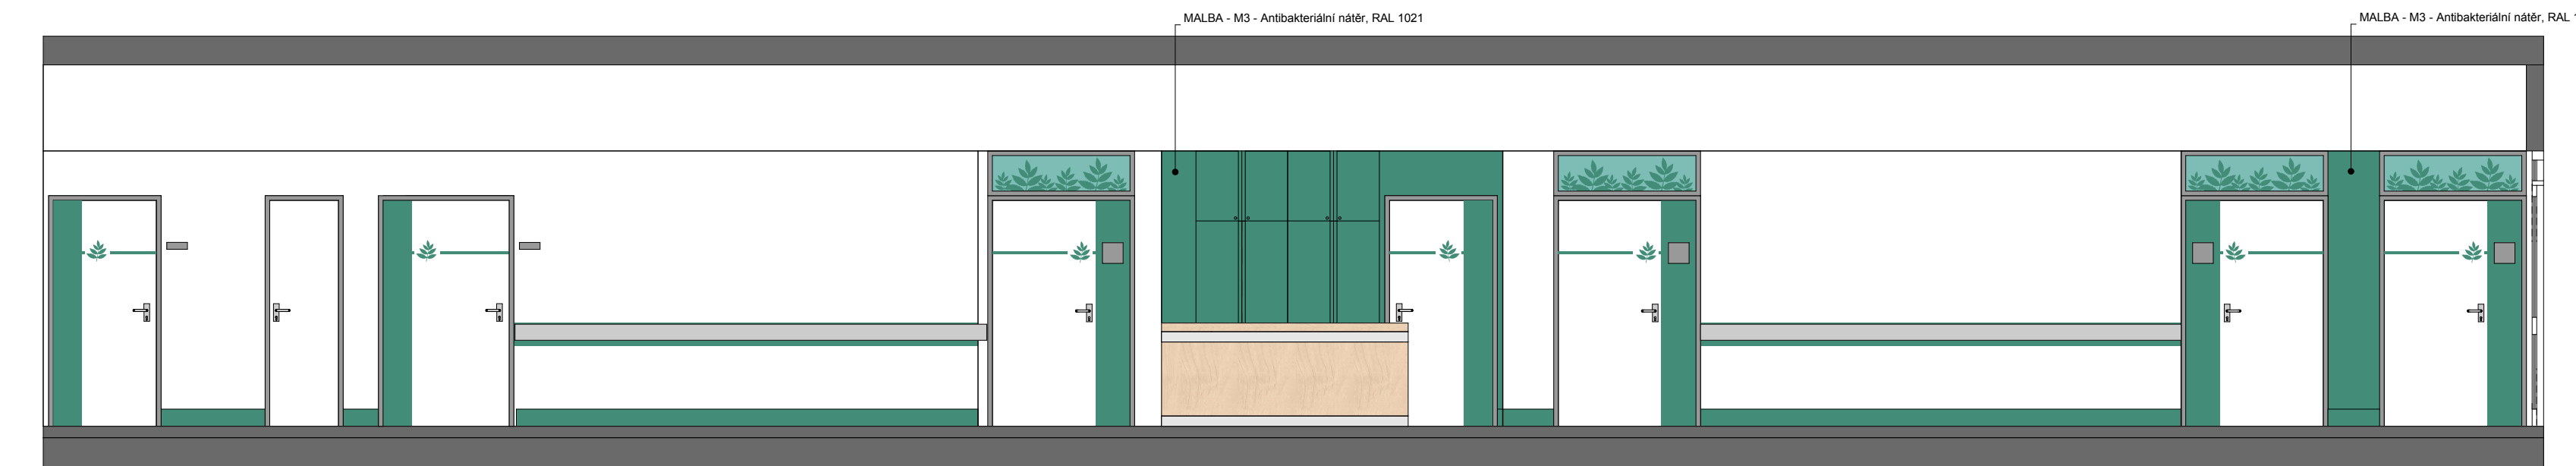 MALBA - M3 - Antibakteriální nátěr, RAL 1021
MALBA - M3 - Antibakteriální nátěr, RAL